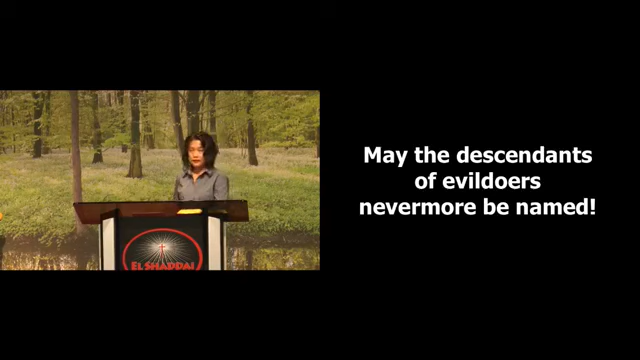 May the descendants
of evildoers
nevermore be named!
EL SHADDAI